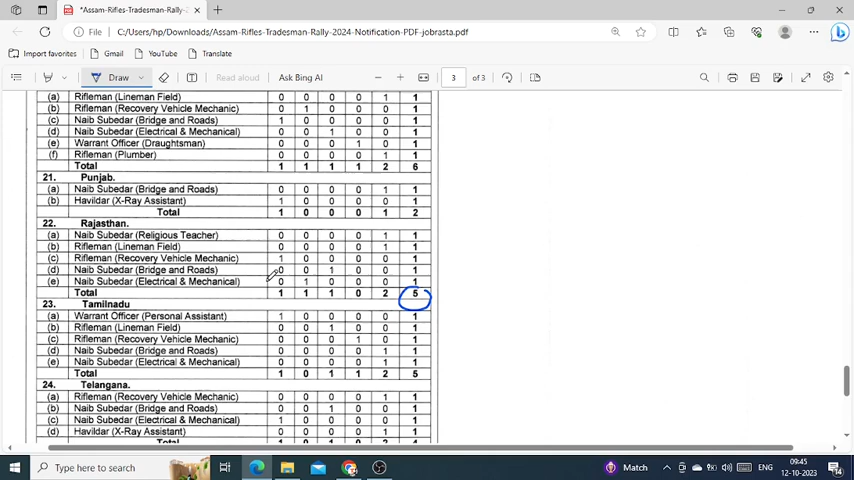 *Assam-Rifles-Tradesman-Rally-2
File C:/Users/hp/Downloads/Assam-Rifles-Tradesman-Rally-2024-Notification-PDF-jobrasta.pdf
Import favorites Gmail YouTube Translate
Draw Read aloud Ask Bing AI 3 of 3
(a) Rifleman (Lineman Field) 0 0 0 0 1 1
(b) Rifleman (Recovery Vehicle Mechanic) 0 1 0 0 0 1
(c) Naib Subedar (Bridge and Roads) 1 0 0 0 0 1
(d) Naib Subedar (Electrical & Mechanical) 0 0 1 0 0 1
(e) Warrant Officer (Draughtsman) 0 0 0 1 0 1
(f) Rifleman (Plumber) 0 0 0 0 1 1
Total 1 1 1 1 2 6
21. Punjab.
(a) Naib Subedar (Bridge and Roads) 0 0 0 0 1 1
(b) Havildar (X-Ray Assistant) 1 0 0 0 0 1
Total 1 0 0 0 1 2
22. Rajasthan.
(a) Naib Subedar (Religious Teacher) 0 0 0 0 1 1
(b) Rifleman (Lineman Field) 0 0 0 0 1 1
(c) Rifleman (Recovery Vehicle Mechanic) 1 0 0 0 0 1
(d) Naib Subedar (Bridge and Roads) 0 0 1 0 0 1
(e) Naib Subedar (Electrical & Mechanical) 0 1 0 0 0 1
Total 1 1 1 0 2 5
23. Tamilnadu
(a) Warrant Officer (Personal Assistant) 1 0 0 0 0 1
(b) Rifleman (Lineman Field) 0 0 1 0 0 1
(c) Rifleman (Recovery Vehicle Mechanic) 0 0 0 1 0 1
(d) Naib Subedar (Bridge and Roads) 0 0 0 0 1 1
(e) Naib Subedar (Electrical & Mechanical) 0 0 0 0 1 1
Total 1 0 1 1 2 5
24. Telangana.
(a) Rifleman (Recovery Vehicle Mechanic) 0 0 0 0 1 1
(b) Naib Subedar (Bridge and Roads) 0 0 1 0 0 1
(c) Naib Subedar (Electrical & Mechanical) 1 0 0 0 0 1
(d) Havildar (X-Ray Assistant) 0 0 0 0 1 1
Total 1 0 1 0 2 4
Type here to search Match ENG 09:45
12-10-2023